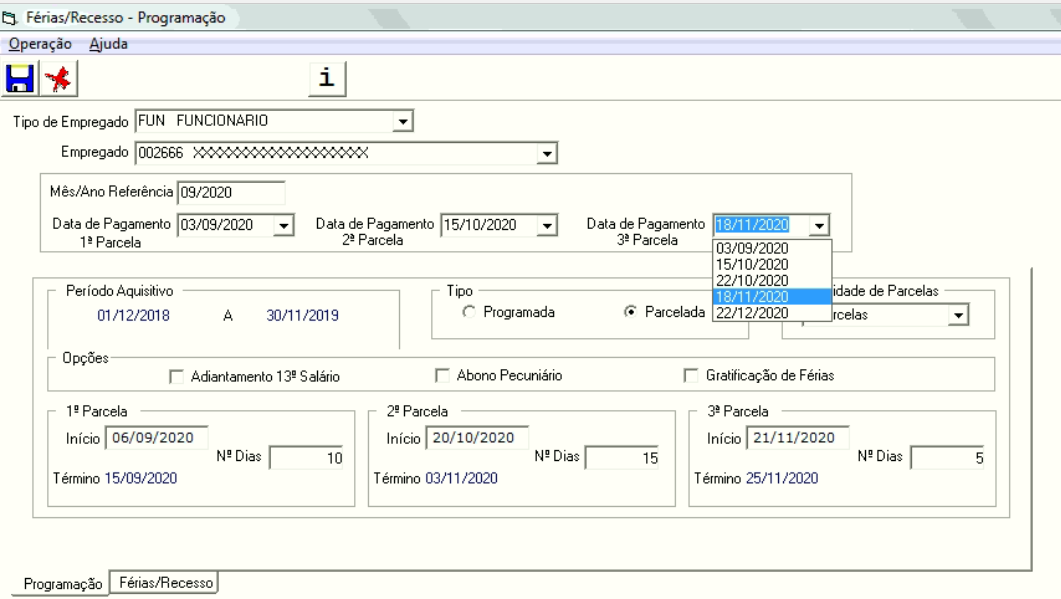 Férias/Recesso - Programação
Operação Ajuda
i
Tipo de Empregado FUN FUNCIONARIO
Empregado 002666 XXXXXXXXXXXXXXXXXXXX
Mês/Ano Referência 09/2020
Data de Pagamento 1ª Parcela 03/09/2020 Data de Pagamento 2ª Parcela 15/10/2020 Data de Pagamento 3ª Parcela 18/11/2020
03/09/2020
15/10/2020
22/10/2020
18/11/2020
22/12/2020
Período Aquisitivo Tipo idade de Parcelas
01/12/2018 A 30/11/2019 Programada Parcelada rcelas
Opções
Adiantamento 13º Salário Abono Pecuniário Gratificação de Férias
1ª Parcela 2ª Parcela 3ª Parcela
Início 06/09/2020 Nº Dias 10 Início 20/10/2020 Nº Dias 15 Início 21/11/2020 Nº Dias 5
Término 15/09/2020 Término 03/11/2020 Término 25/11/2020
Programação Férias/Recesso